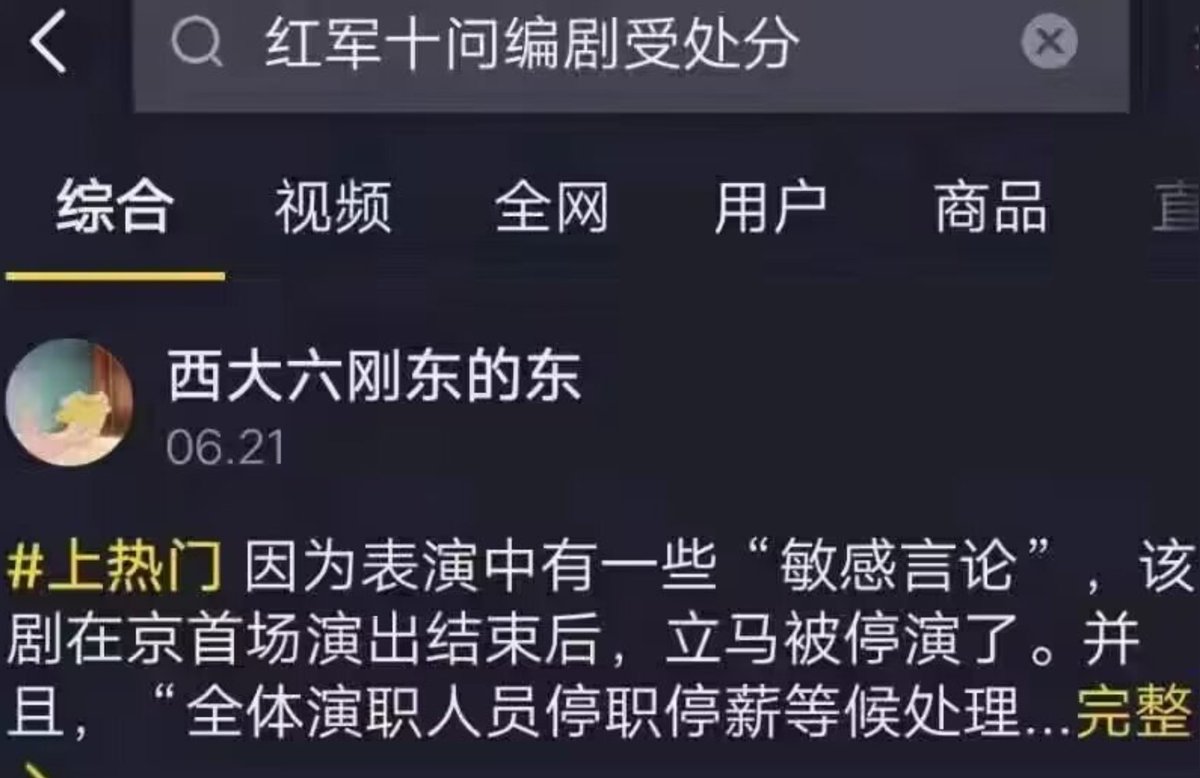 红军十问编剧受处分
综合 视频 全网 用户 商品 直
西大六刚东的东
06.21
#上热门 因为表演中有一些“敏感言论”，该
剧在京首场演出结束后，立马被停演了。并
且，“全体演职人员停职停薪等候处理...完整